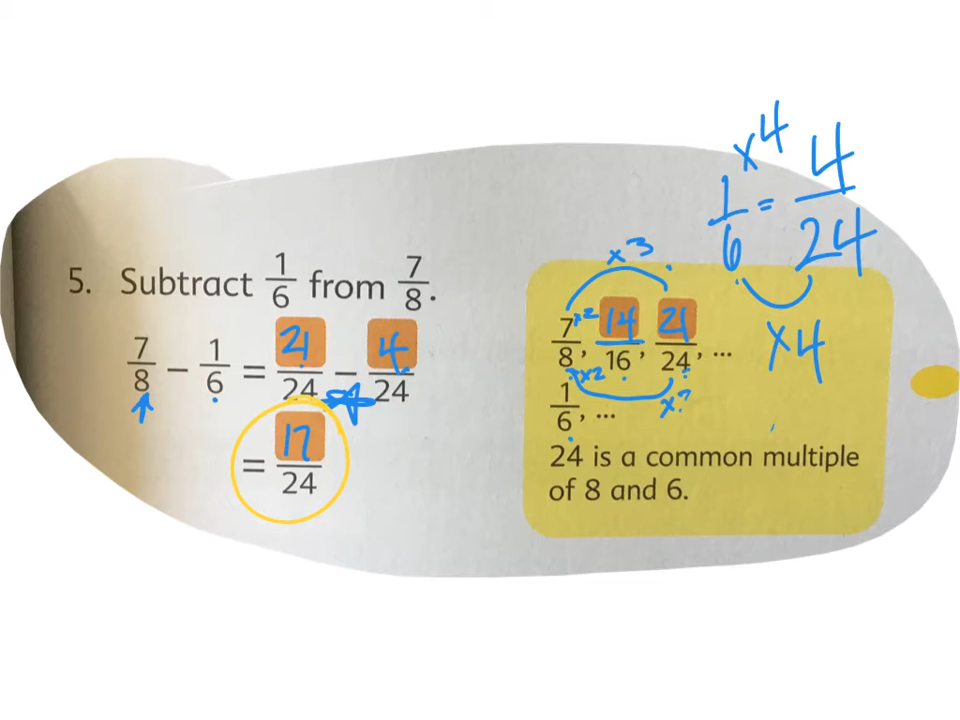 ×4
1/6 = 4/24
×4
5. Subtract 1/6 from 7/8.
7/8 − 1/6 = 21/24 − 4/24
= 17/24
×3
7/8, ×2 14/16, 21/24, ...
×2
1/6, ...
24 is a common multiple
of 8 and 6.